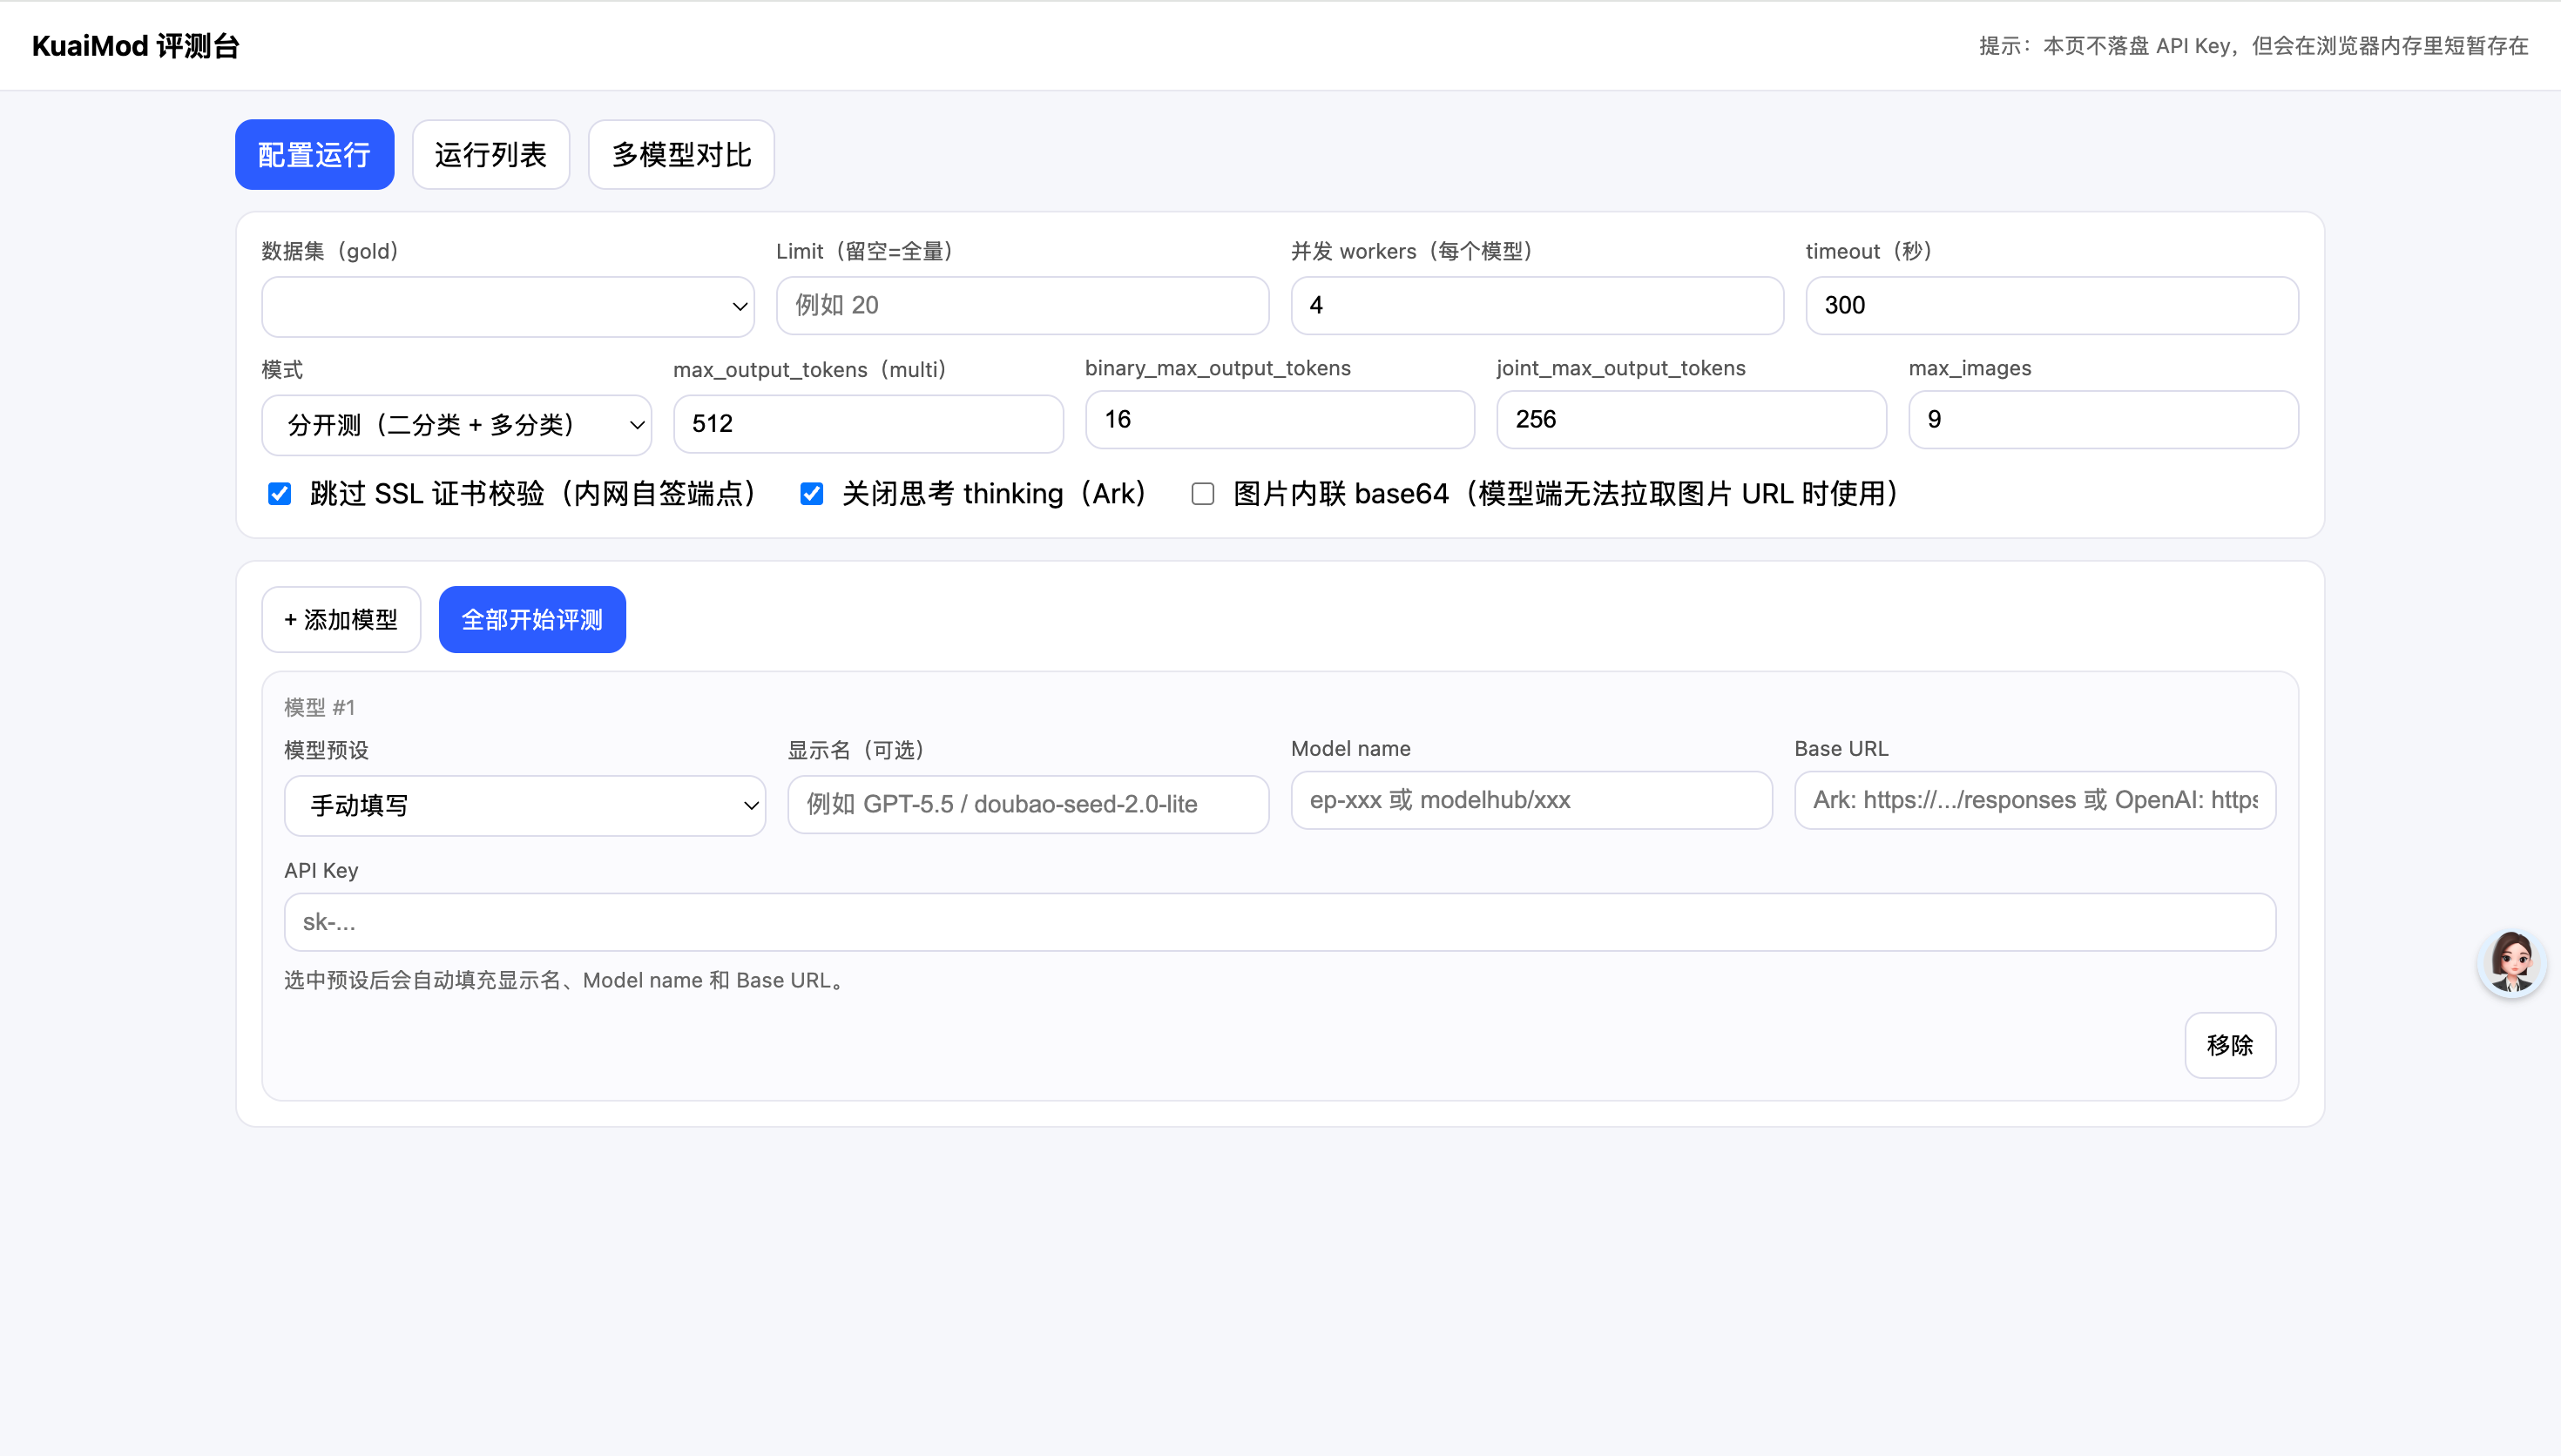 KuaiMod 评测台
提示：本页不落盘 API Key，但会在浏览器内存里短暂存在
配置运行 运行列表 多模型对比
数据集（gold） Limit（留空=全量） 并发 workers（每个模型） timeout（秒）
例如 20 4 300
模式 max_output_tokens（multi） binary_max_output_tokens joint_max_output_tokens max_images
分开测（二分类 + 多分类） 512 16 256 9
跳过 SSL 证书校验（内网自签端点） 关闭思考 thinking（Ark） 图片内联 base64（模型端无法拉取图片 URL 时使用）
+ 添加模型 全部开始评测
模型 #1
模型预设 显示名（可选） Model name Base URL
手动填写 例如 GPT-5.5 / doubao-seed-2.0-lite ep-xxx 或 modelhub/xxx Ark: https://.../responses 或 OpenAI: https
API Key
sk-...
选中预设后会自动填充显示名、Model name 和 Base URL。
移除